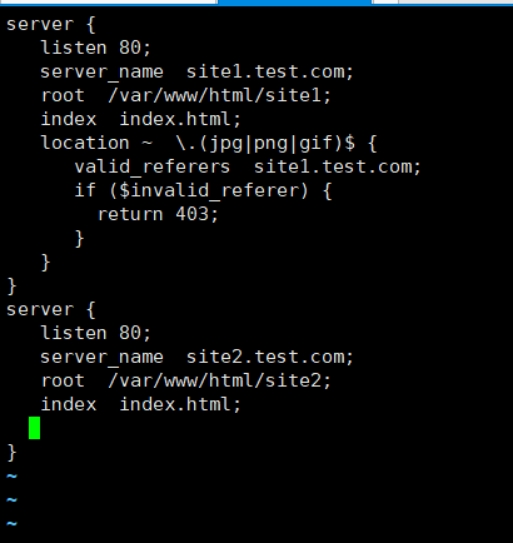 server {
   listen 80;
   server_name  site1.test.com;
   root  /var/www/html/site1;
   index  index.html;
   location ~  \.(jpg|png|gif)$ {
      valid_referers  site1.test.com;
      if ($invalid_referer) {
        return 403;
      }
   }
}
server {
   listen 80;
   server_name  site2.test.com;
   root  /var/www/html/site2;
   index  index.html;

}
~
~
~